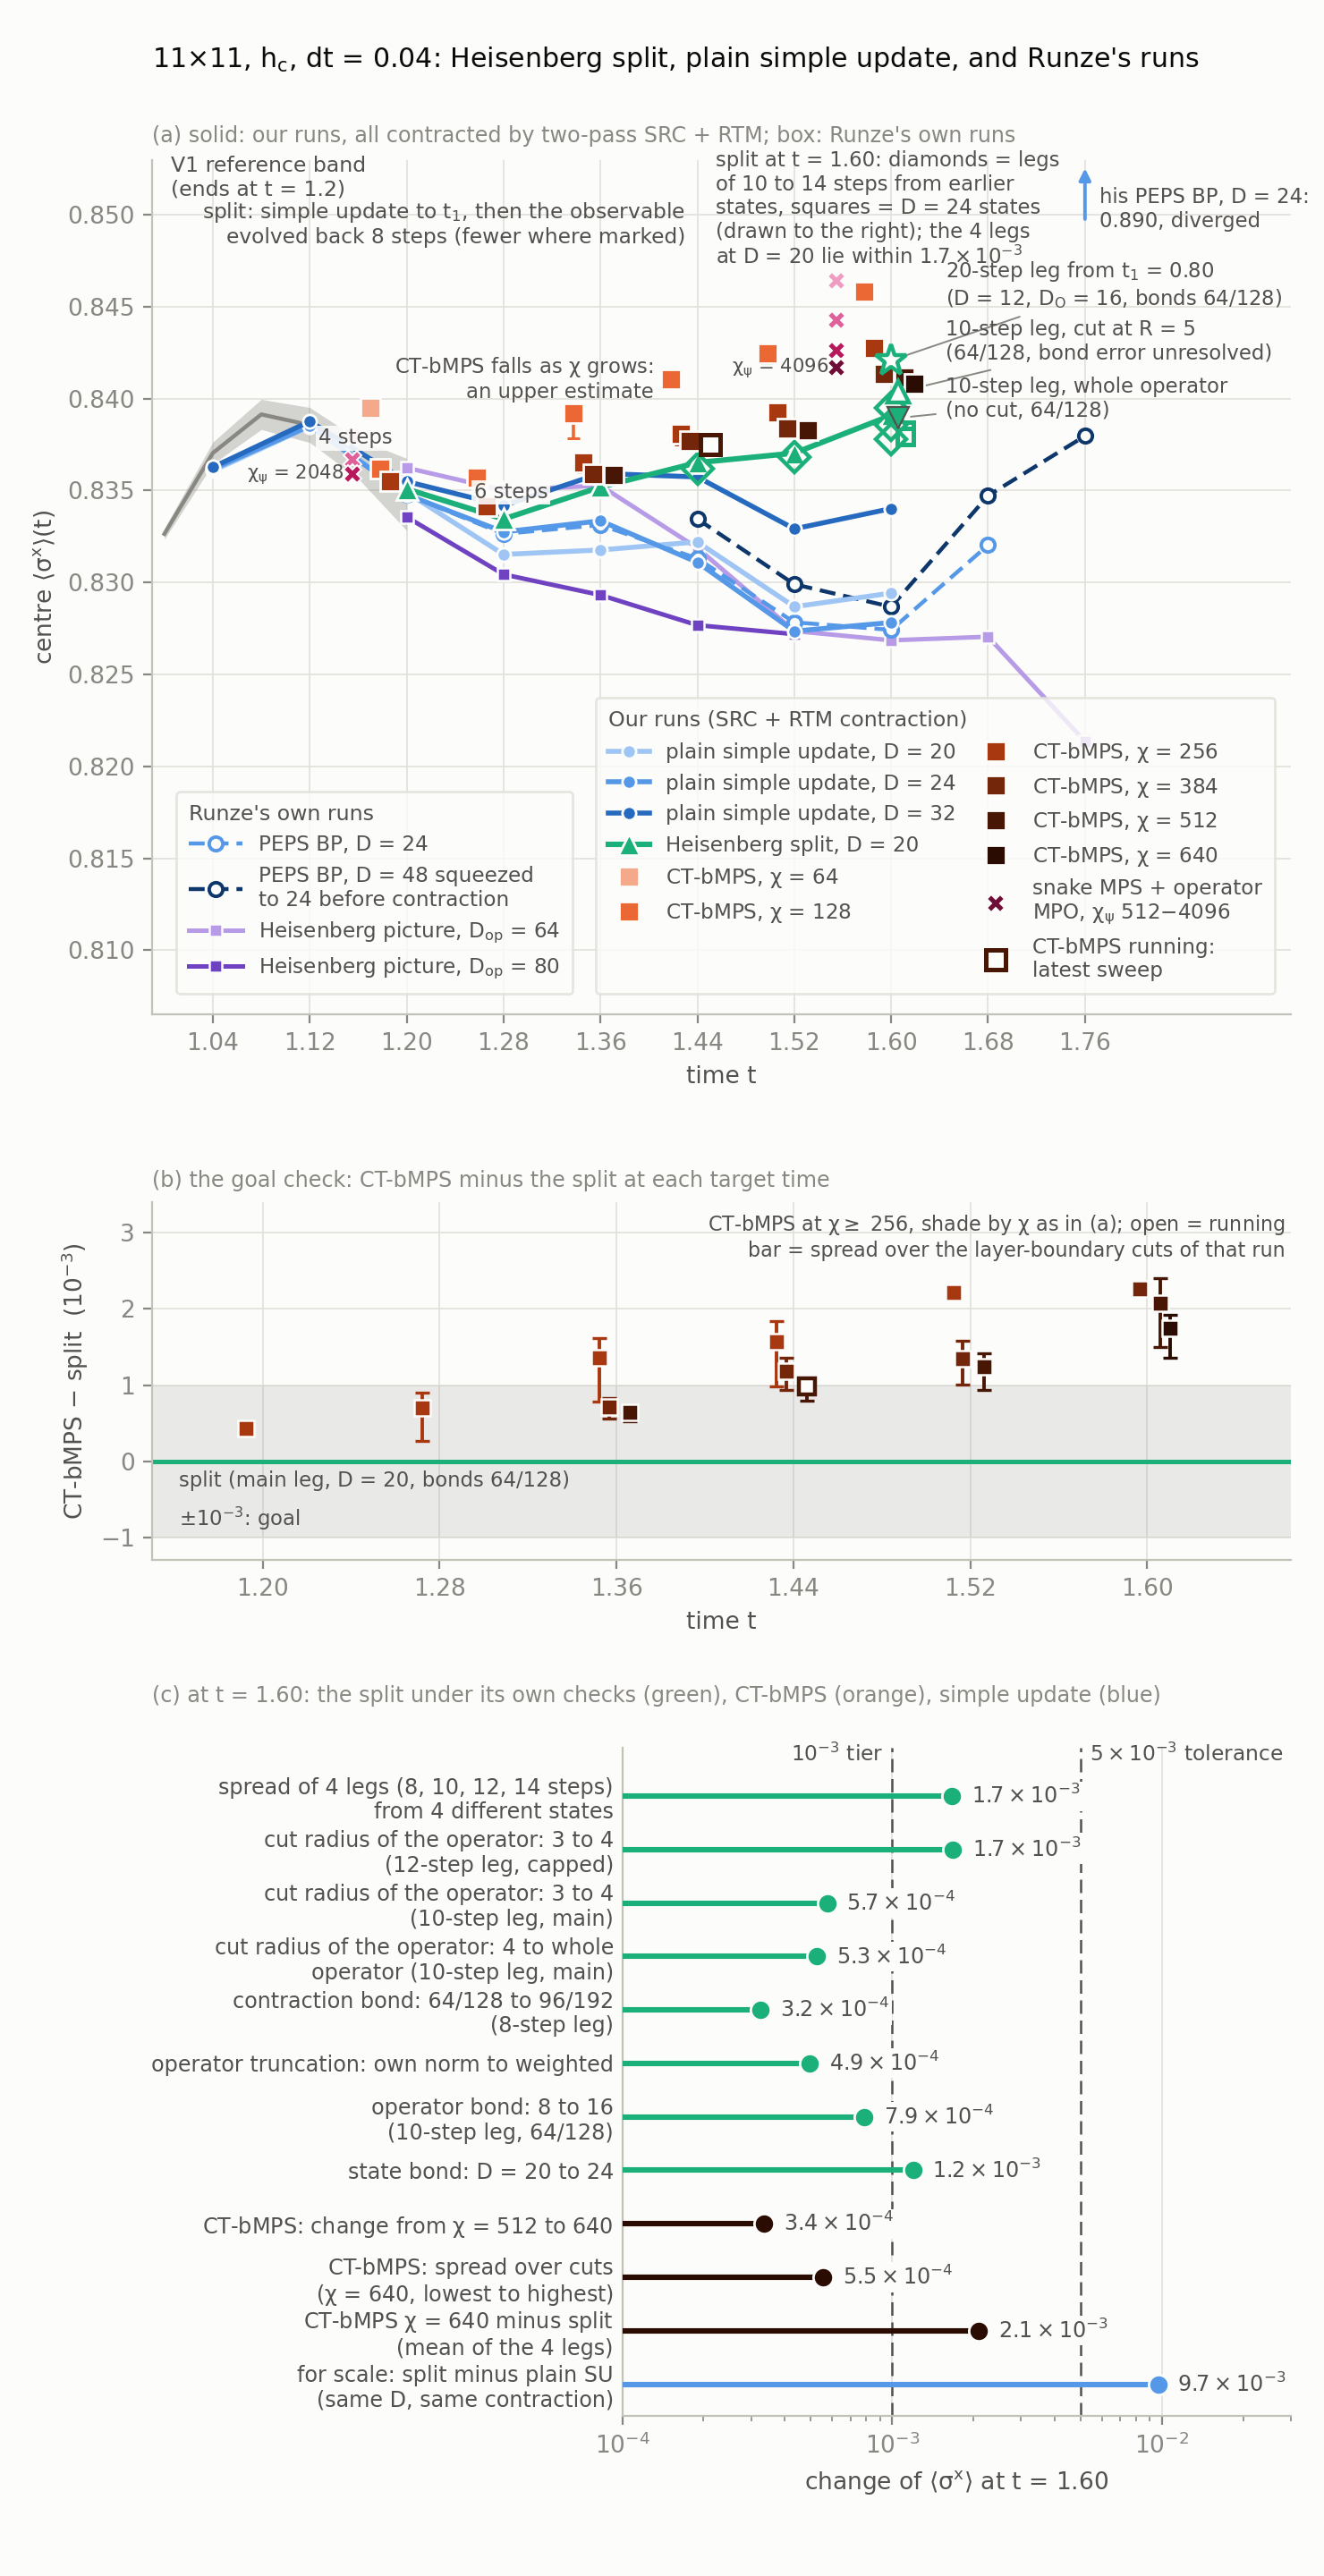 11×11, h_c, dt = 0.04: Heisenberg split, plain simple update, and Runze's runs
(a) solid: our runs, all contracted by two-pass SRC + RTM; box: Runze's own runs
V1 reference band
(ends at t = 1.2)
split: simple update to t₁, then the observable
evolved back 8 steps (fewer where marked)
split at t = 1.60: diamonds = legs
of 10 to 14 steps from earlier
states, squares = D = 24 states
(drawn to the right); the 4 legs
at D = 20 lie within 1.7 × 10⁻³
his PEPS BP, D = 24:
0.890, diverged
20-step leg from t₁ = 0.80
(D = 12, D_O = 16, bonds 64/128)
10-step leg, cut at R = 5
(64/128, bond error unresolved)
10-step leg, whole operator
(no cut, 64/128)
CT-bMPS falls as χ grows:
an upper estimate
χ_ψ − 4096
4 steps
χ_ψ = 2048
6 steps
0.850
0.845
0.840
0.835
0.830
0.825
0.820
0.815
0.810
centre ⟨σˣ⟩(t)
Runze's own runs
PEPS BP, D = 24
PEPS BP, D = 48 squeezed
to 24 before contraction
Heisenberg picture, D_op = 64
Heisenberg picture, D_op = 80
Our runs (SRC + RTM contraction)
plain simple update, D = 20
plain simple update, D = 24
plain simple update, D = 32
Heisenberg split, D = 20
CT-bMPS, χ = 64
CT-bMPS, χ = 128
CT-bMPS, χ = 256
CT-bMPS, χ = 384
CT-bMPS, χ = 512
CT-bMPS, χ = 640
snake MPS + operator
MPO, χ_ψ 512−4096
CT-bMPS running:
latest sweep
1.04 1.12 1.20 1.28 1.36 1.44 1.52 1.60 1.68 1.76
time t
(b) the goal check: CT-bMPS minus the split at each target time
CT-bMPS at χ ≥ 256, shade by χ as in (a); open = running
bar = spread over the layer-boundary cuts of that run
3
2
1
0
−1
CT-bMPS − split (10⁻³)
split (main leg, D = 20, bonds 64/128)
±10⁻³: goal
1.20 1.28 1.36 1.44 1.52 1.60
time t
(c) at t = 1.60: the split under its own checks (green), CT-bMPS (orange), simple update (blue)
10⁻³ tier
5 × 10⁻³ tolerance
spread of 4 legs (8, 10, 12, 14 steps)
from 4 different states
1.7 × 10⁻³
cut radius of the operator: 3 to 4
(12-step leg, capped)
1.7 × 10⁻³
cut radius of the operator: 3 to 4
(10-step leg, main)
5.7 × 10⁻⁴
cut radius of the operator: 4 to whole
operator (10-step leg, main)
5.3 × 10⁻⁴
contraction bond: 64/128 to 96/192
(8-step leg)
3.2 × 10⁻⁴
operator truncation: own norm to weighted
4.9 × 10⁻⁴
operator bond: 8 to 16
(10-step leg, 64/128)
7.9 × 10⁻⁴
state bond: D = 20 to 24
1.2 × 10⁻³
CT-bMPS: change from χ = 512 to 640
3.4 × 10⁻⁴
CT-bMPS: spread over cuts
(χ = 640, lowest to highest)
5.5 × 10⁻⁴
CT-bMPS χ = 640 minus split
(mean of the 4 legs)
2.1 × 10⁻³
for scale: split minus plain SU
(same D, same contraction)
9.7 × 10⁻³
10⁻⁴ 10⁻³ 10⁻²
change of ⟨σˣ⟩ at t = 1.60